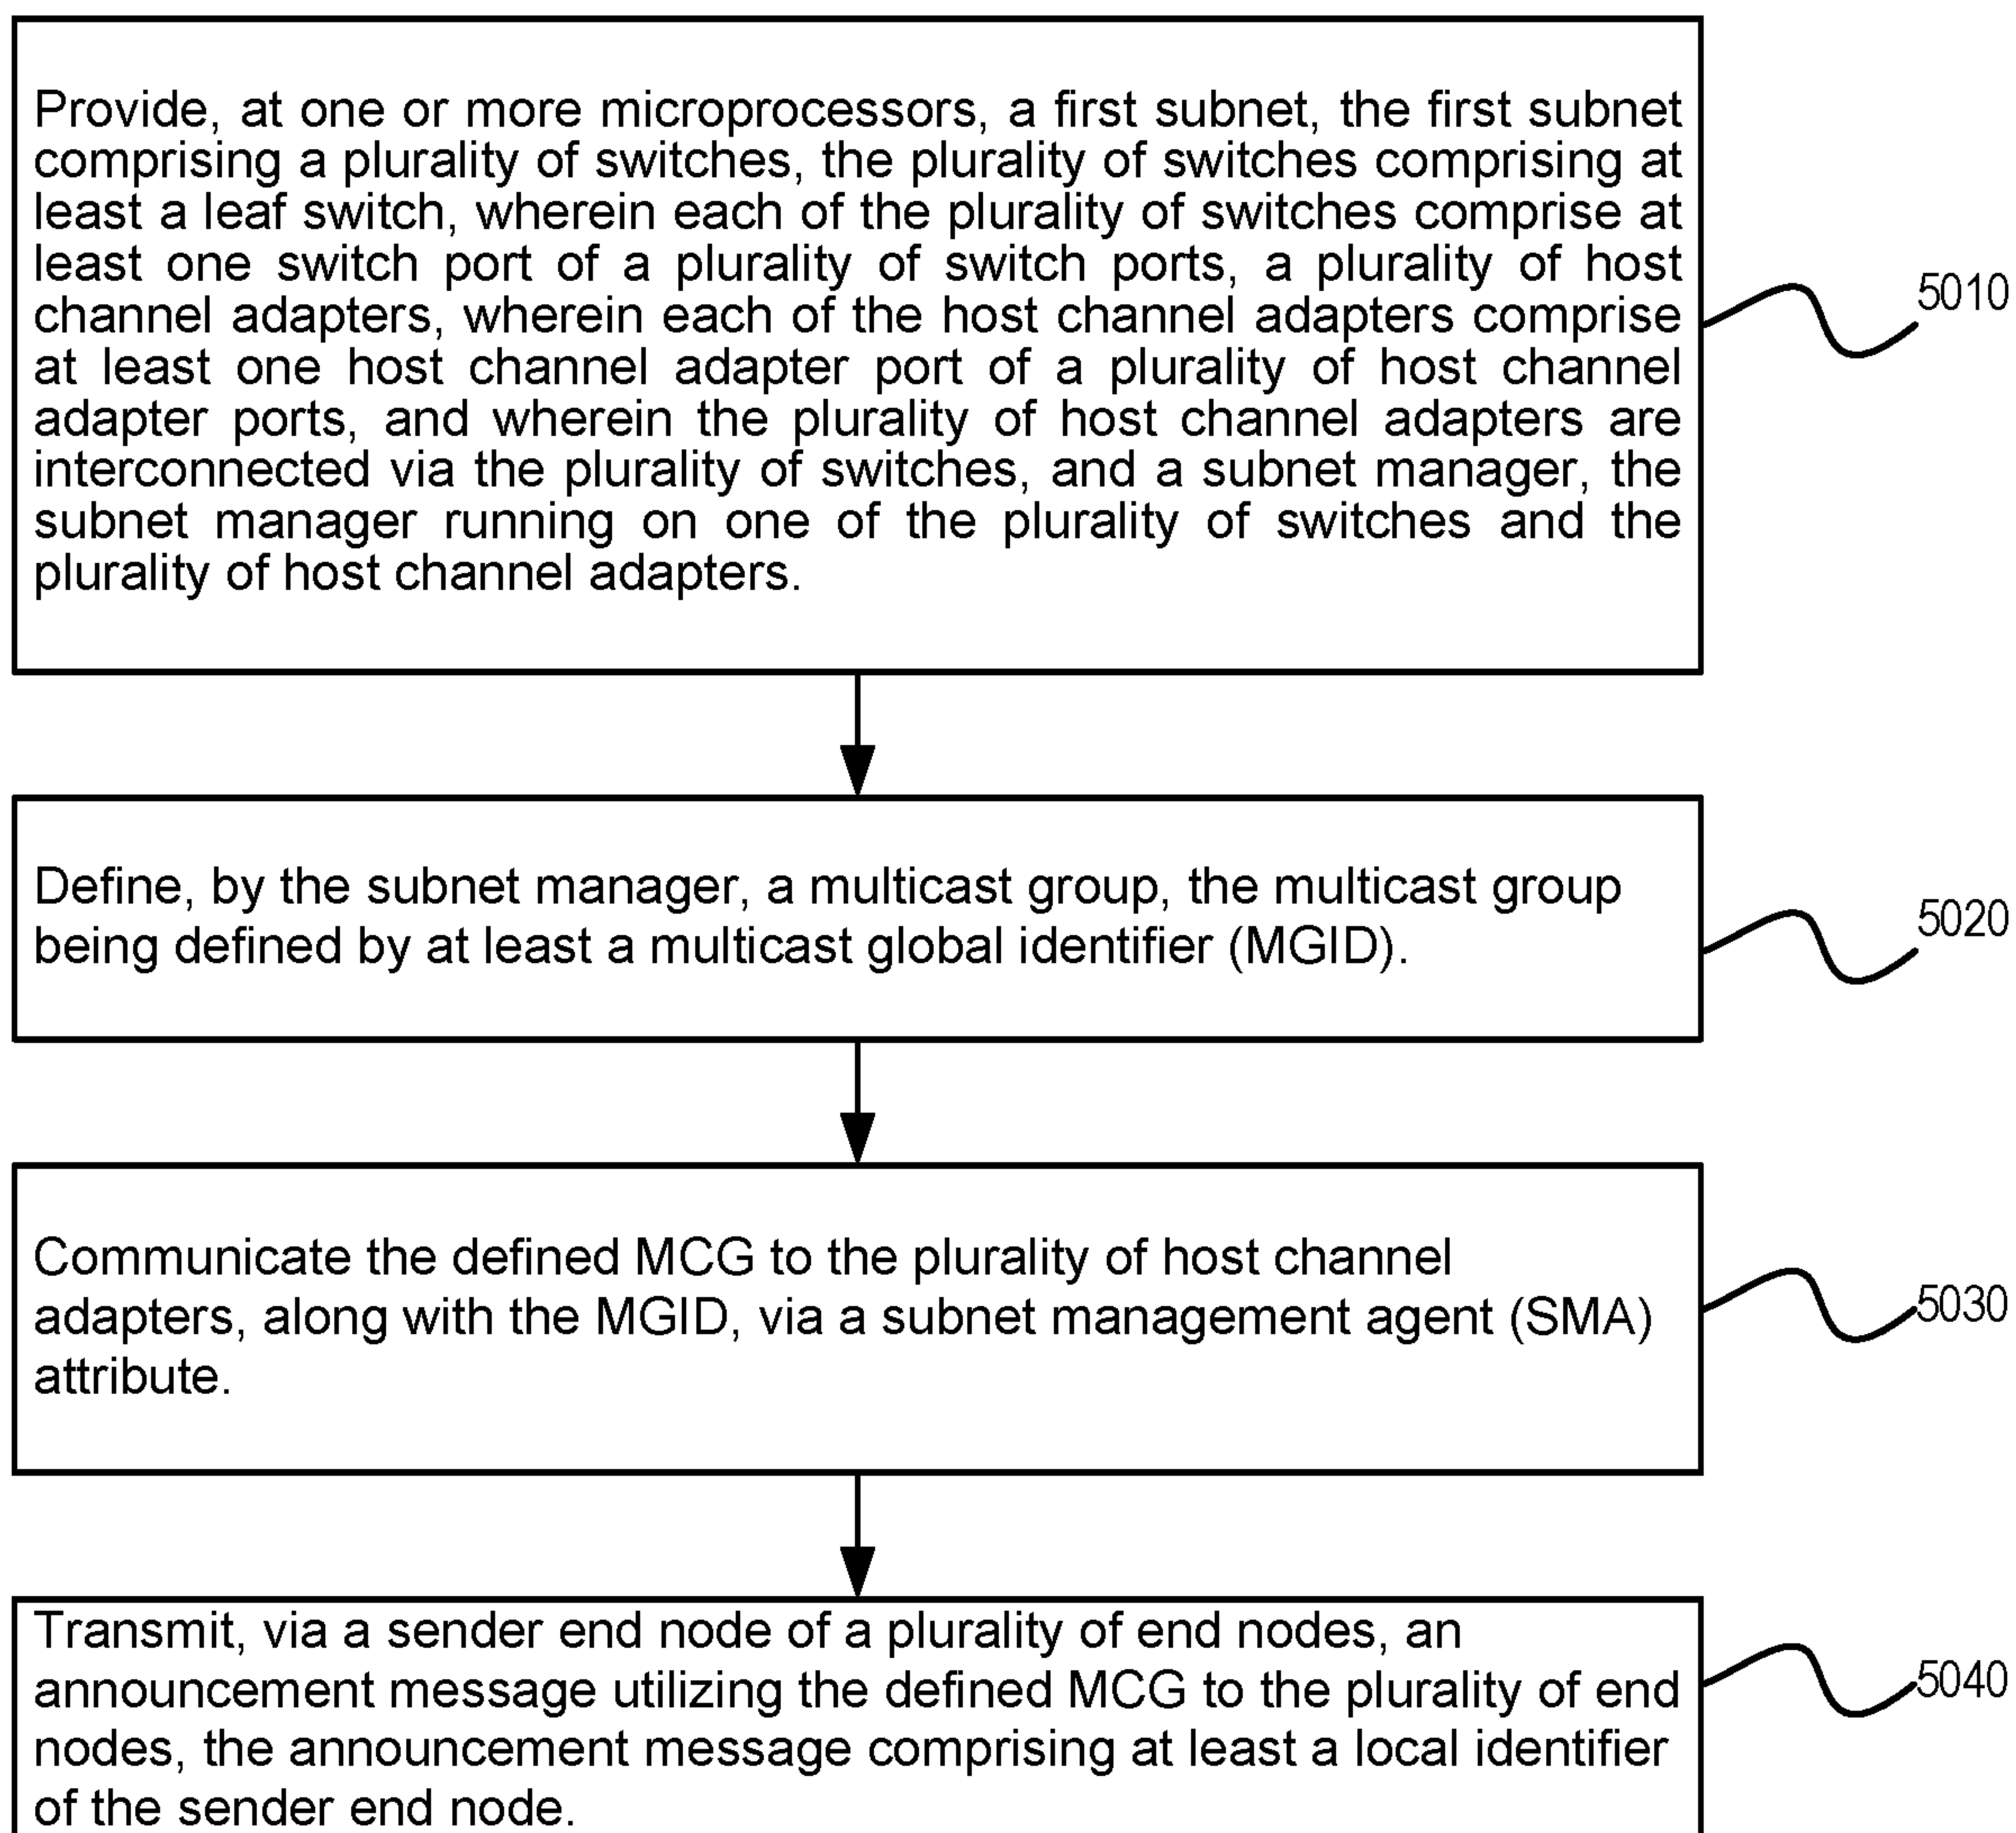 Provide, at one or more microprocessors, a first subnet, the first subnet
comprising a plurality of switches, the plurality of switches comprising at
least a leaf switch, wherein each of the plurality of switches comprise at
least one switch port of a plurality of switch ports, a plurality of host
channel adapters, wherein each of the host channel adapters comprise
at least one host channel adapter port of a plurality of host channel
adapter ports, and wherein the plurality of host channel adapters are
interconnected via the plurality of switches, and a subnet manager, the
subnet manager running on one of the plurality of switches and the
plurality of host channel adapters.
5010
Define, by the subnet manager, a multicast group, the multicast group
being defined by at least a multicast global identifier (MGID).
5020
Communicate the defined MCG to the plurality of host channel
adapters, along with the MGID, via a subnet management agent (SMA)
attribute.
5030
Transmit, via a sender end node of a plurality of end nodes, an
announcement message utilizing the defined MCG to the plurality of end
nodes, the announcement message comprising at least a local identifier
of the sender end node.
5040